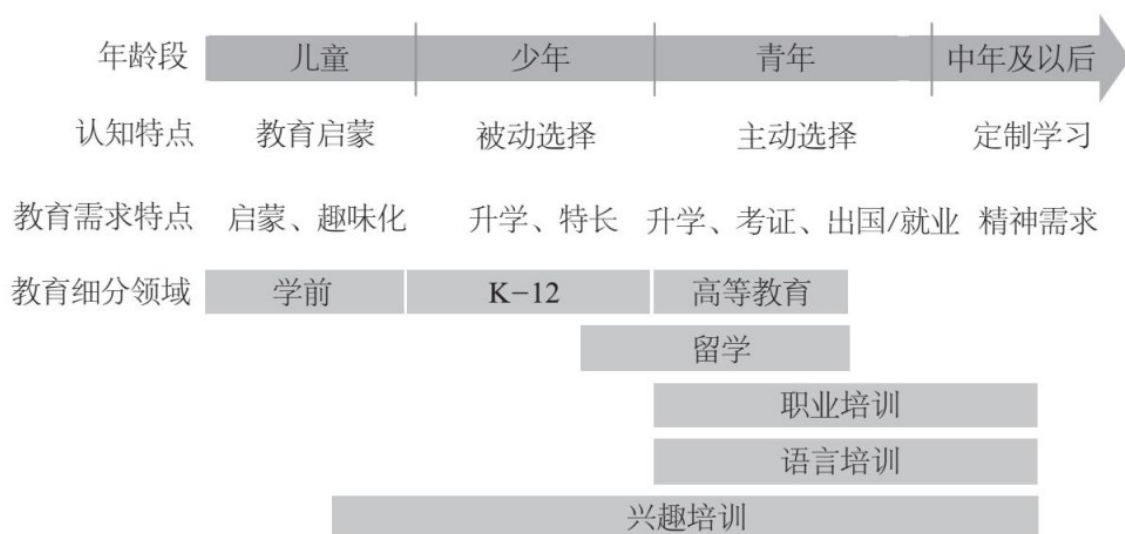 年龄段 儿童 少年 青年 中年及以后
认知特点 教育启蒙 被动选择 主动选择 定制学习
教育需求特点 启蒙、趣味化 升学、特长 升学、考证、出国/就业 精神需求
教育细分领域 学前 K-12 高等教育
留学
职业培训
语言培训
兴趣培训